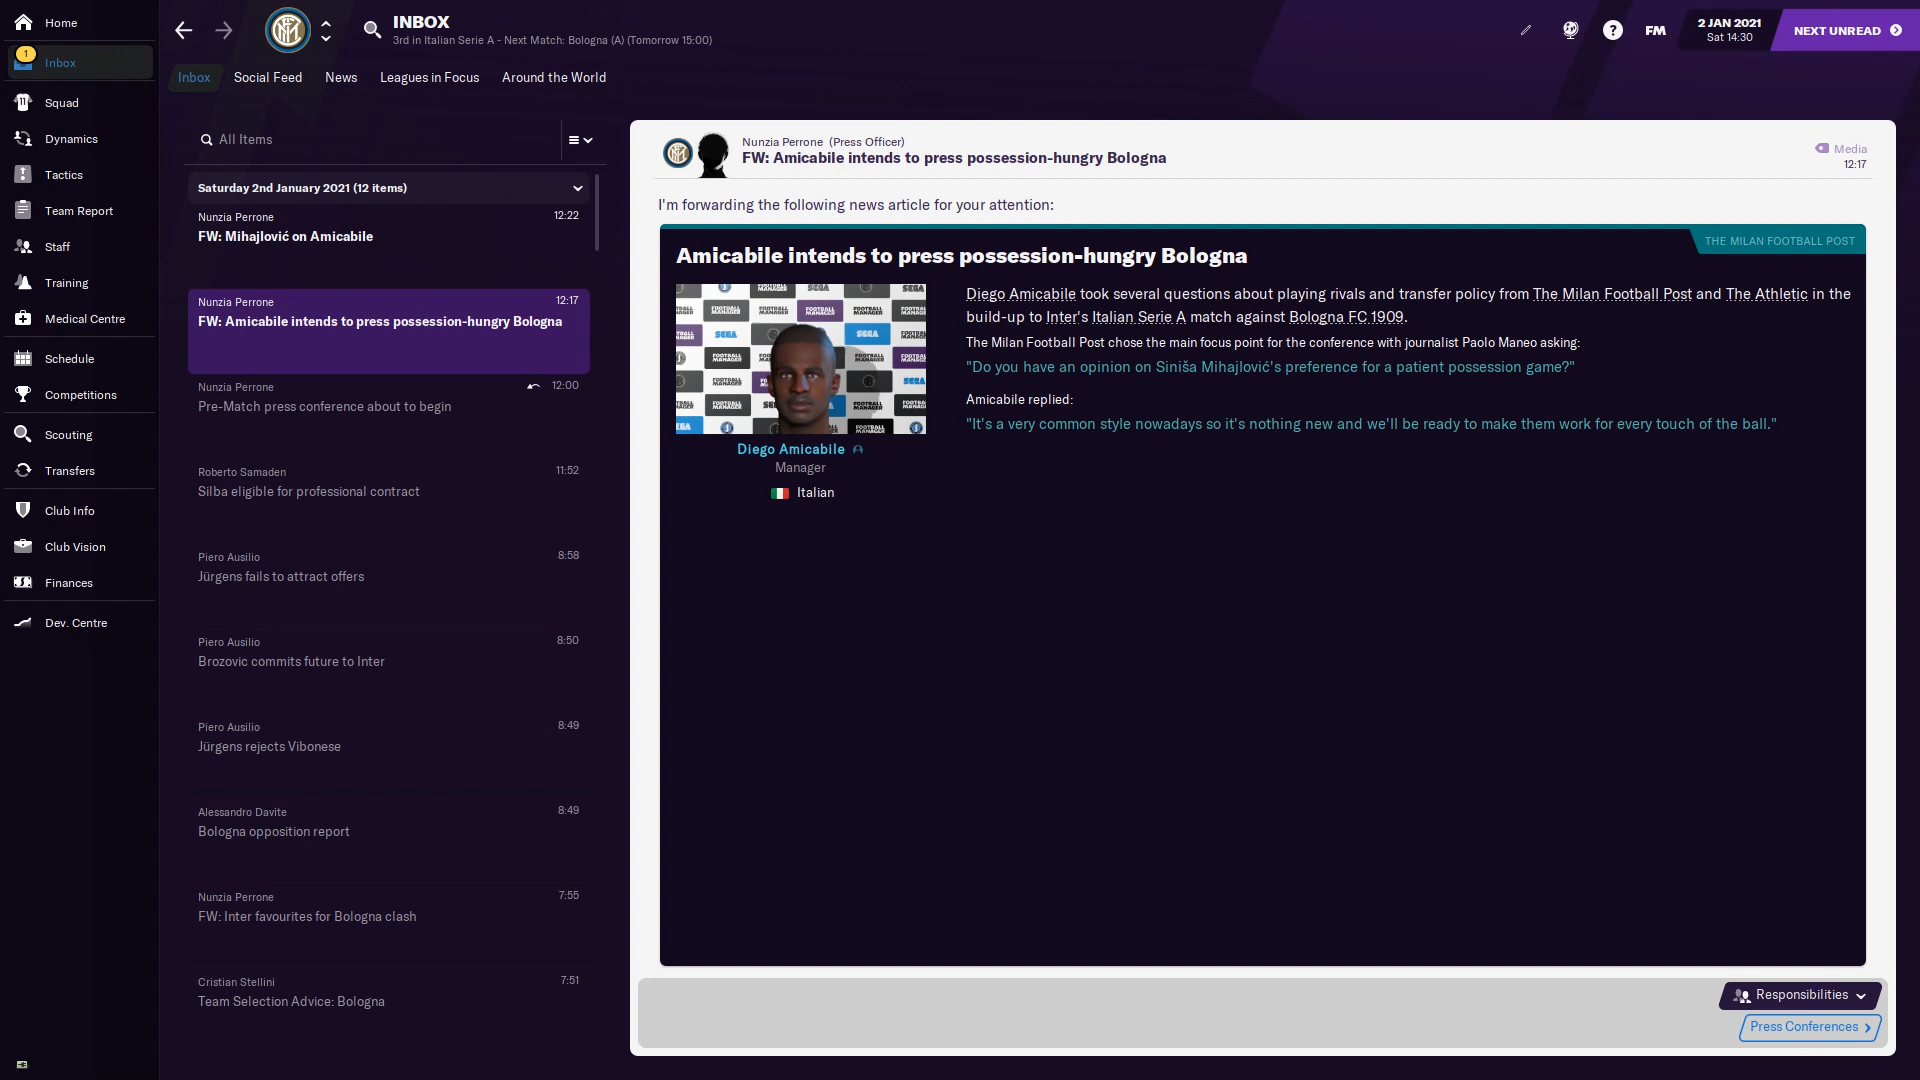 Home
1
Inbox
Squad
Dynamics
Tactics
Team Report
Staff
Training
Medical Centre
Schedule
Competitions
Scouting
Transfers
Club Info
Club Vision
Finances
Dev. Centre
INBOX
3rd in Italian Serie A - Next Match: Bologna (A) (Tomorrow 15:00)
FM
2 JAN 2021
Sat 14:30
NEXT UNREAD
Inbox
Social Feed
News
Leagues in Focus
Around the World
All Items
Saturday 2nd January 2021 (12 items)
Nunzia Perrone 12:22
FW: Mihajlović on Amicabile
Nunzia Perrone 12:17
FW: Amicabile intends to press possession-hungry Bologna
Nunzia Perrone 12:00
Pre-Match press conference about to begin
Roberto Samaden 11:52
Silba eligible for professional contract
Piero Ausilio 8:58
Jürgens fails to attract offers
Piero Ausilio 8:50
Brozovic commits future to Inter
Piero Ausilio 8:49
Jürgens rejects Vibonese
Alessandro Davite 8:49
Bologna opposition report
Nunzia Perrone 7:55
FW: Inter favourites for Bologna clash
Cristian Stellini 7:51
Team Selection Advice: Bologna
Nunzia Perrone (Press Officer)
FW: Amicabile intends to press possession-hungry Bologna
Media
12:17
I'm forwarding the following news article for your attention:
THE MILAN FOOTBALL POST
Amicabile intends to press possession-hungry Bologna
Diego Amicabile took several questions about playing rivals and transfer policy from The Milan Football Post and The Athletic in the
build-up to Inter's Italian Serie A match against Bologna FC 1909.
The Milan Football Post chose the main focus point for the conference with journalist Paolo Maneo asking:
"Do you have an opinion on Siniša Mihajlović's preference for a patient possession game?"
Amicabile replied:
"It's a very common style nowadays so it's nothing new and we'll be ready to make them work for every touch of the ball."
Diego Amicabile
Manager
Italian
Responsibilities
Press Conferences